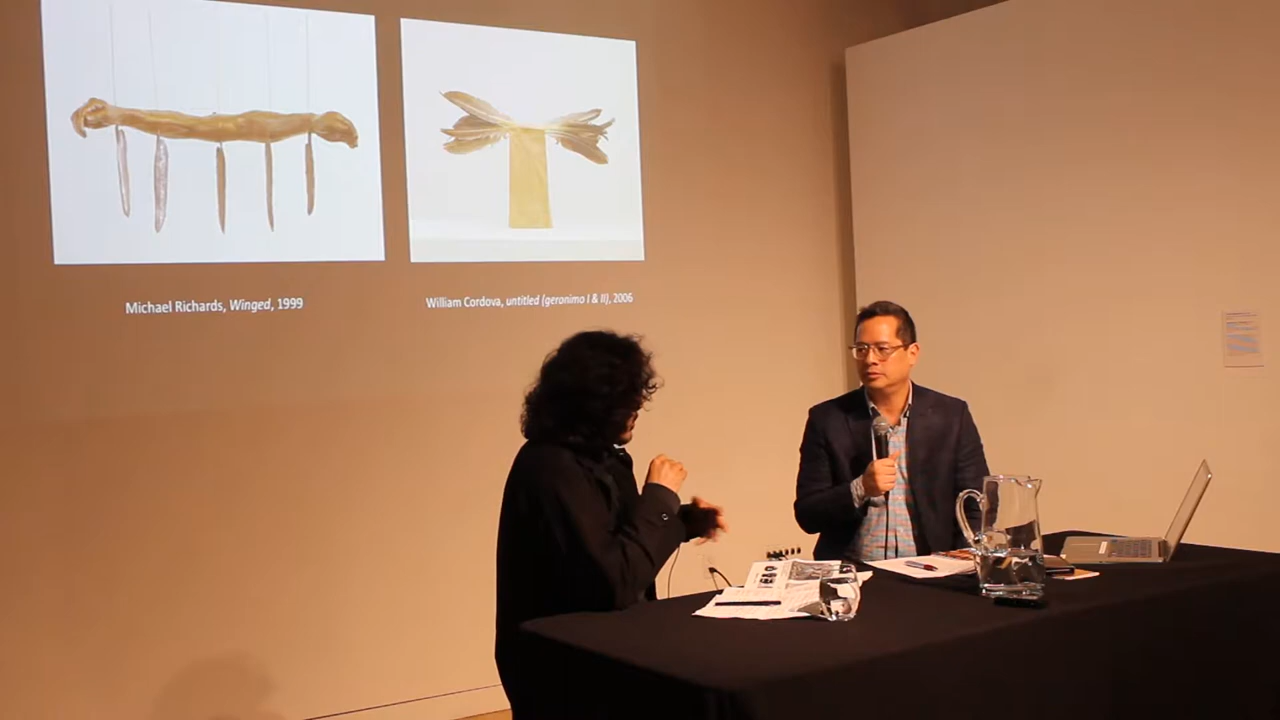 Michael Richards, Winged, 1999
William Cordova, untitled (geronimo I & II), 2006